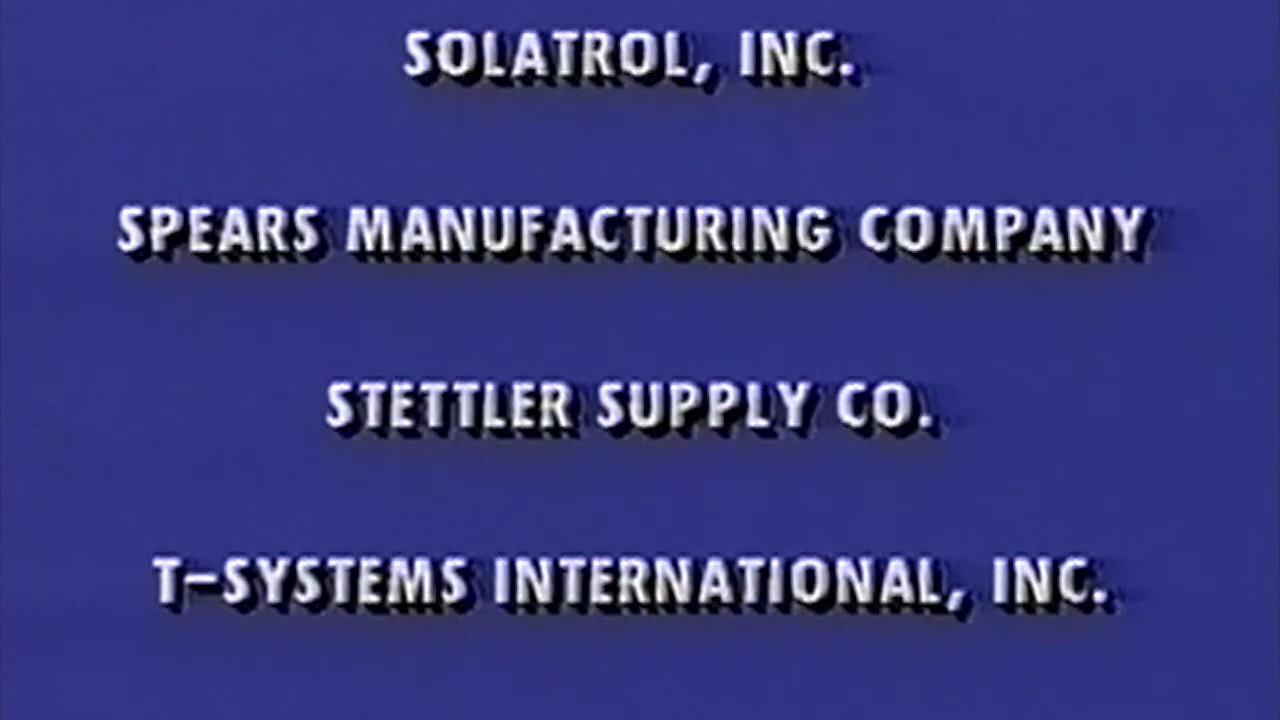 SOLATROL, INC.
SPEARS MANUFACTURING COMPANY
STETTLER SUPPLY CO.
T-SYSTEMS INTERNATIONAL, INC.